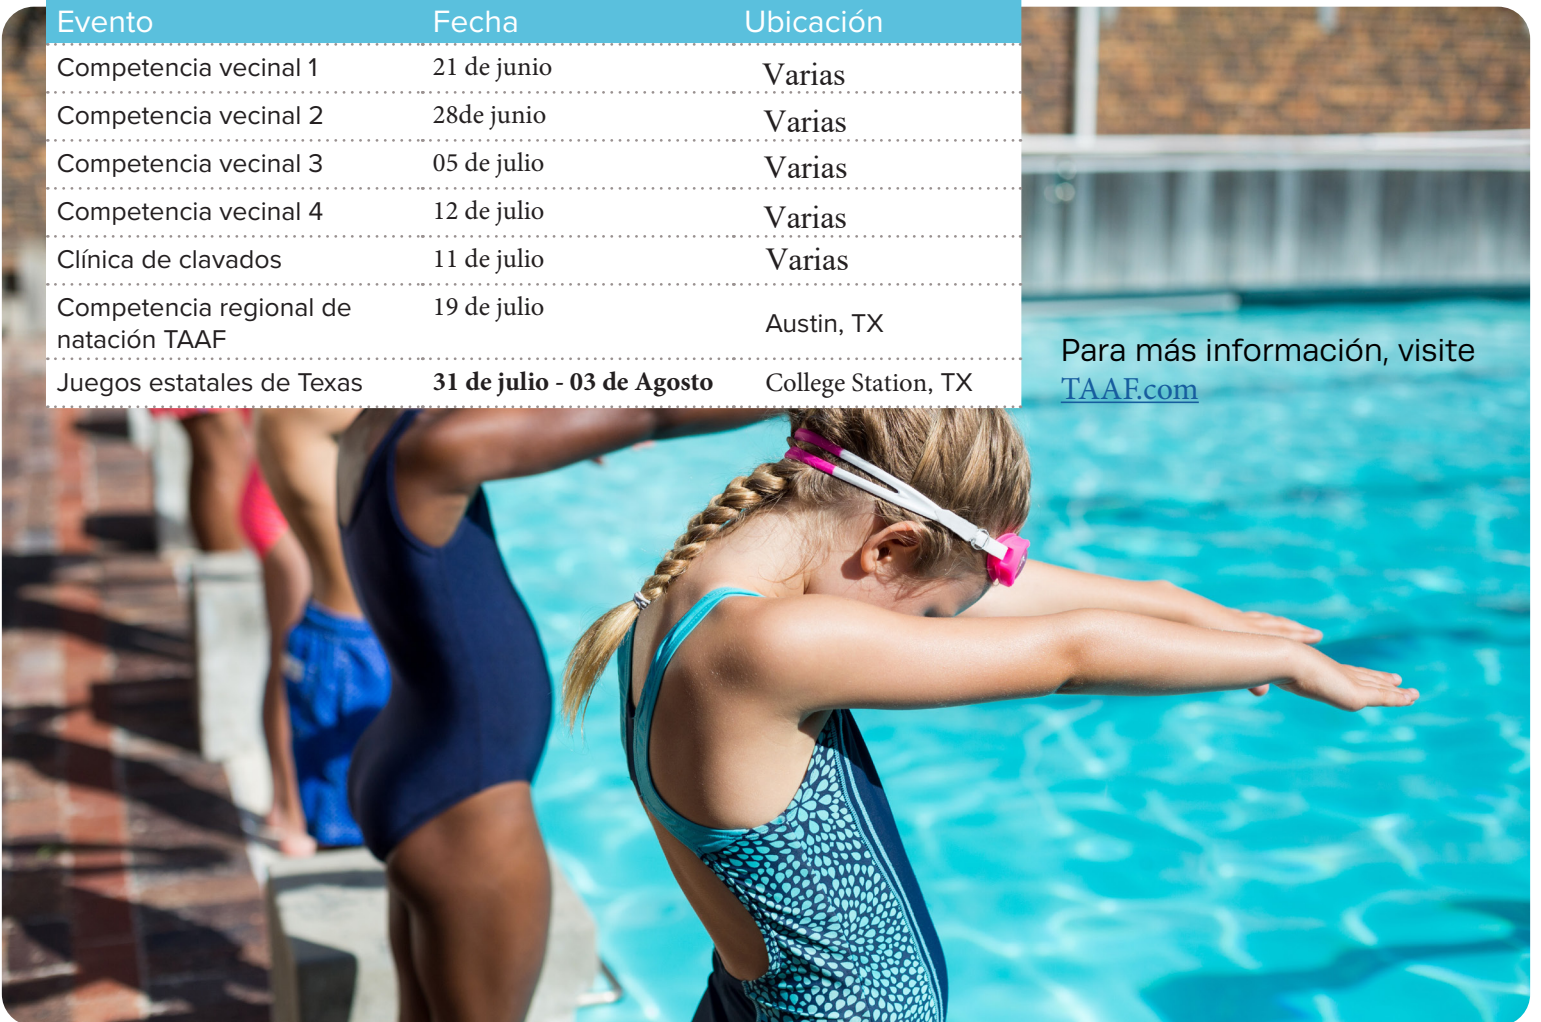 Evento Fecha Ubicación
Competencia vecinal 1 21 de junio Varias
Competencia vecinal 2 28de junio Varias
Competencia vecinal 3 05 de julio Varias
Competencia vecinal 4 12 de julio Varias
Clínica de clavados 11 de julio Varias
Competencia regional de 19 de julio
natación TAAF Austin, TX
Juegos estatales de Texas 31 de julio - 03 de Agosto College Station, TX
Para más información, visite
TAAF.com